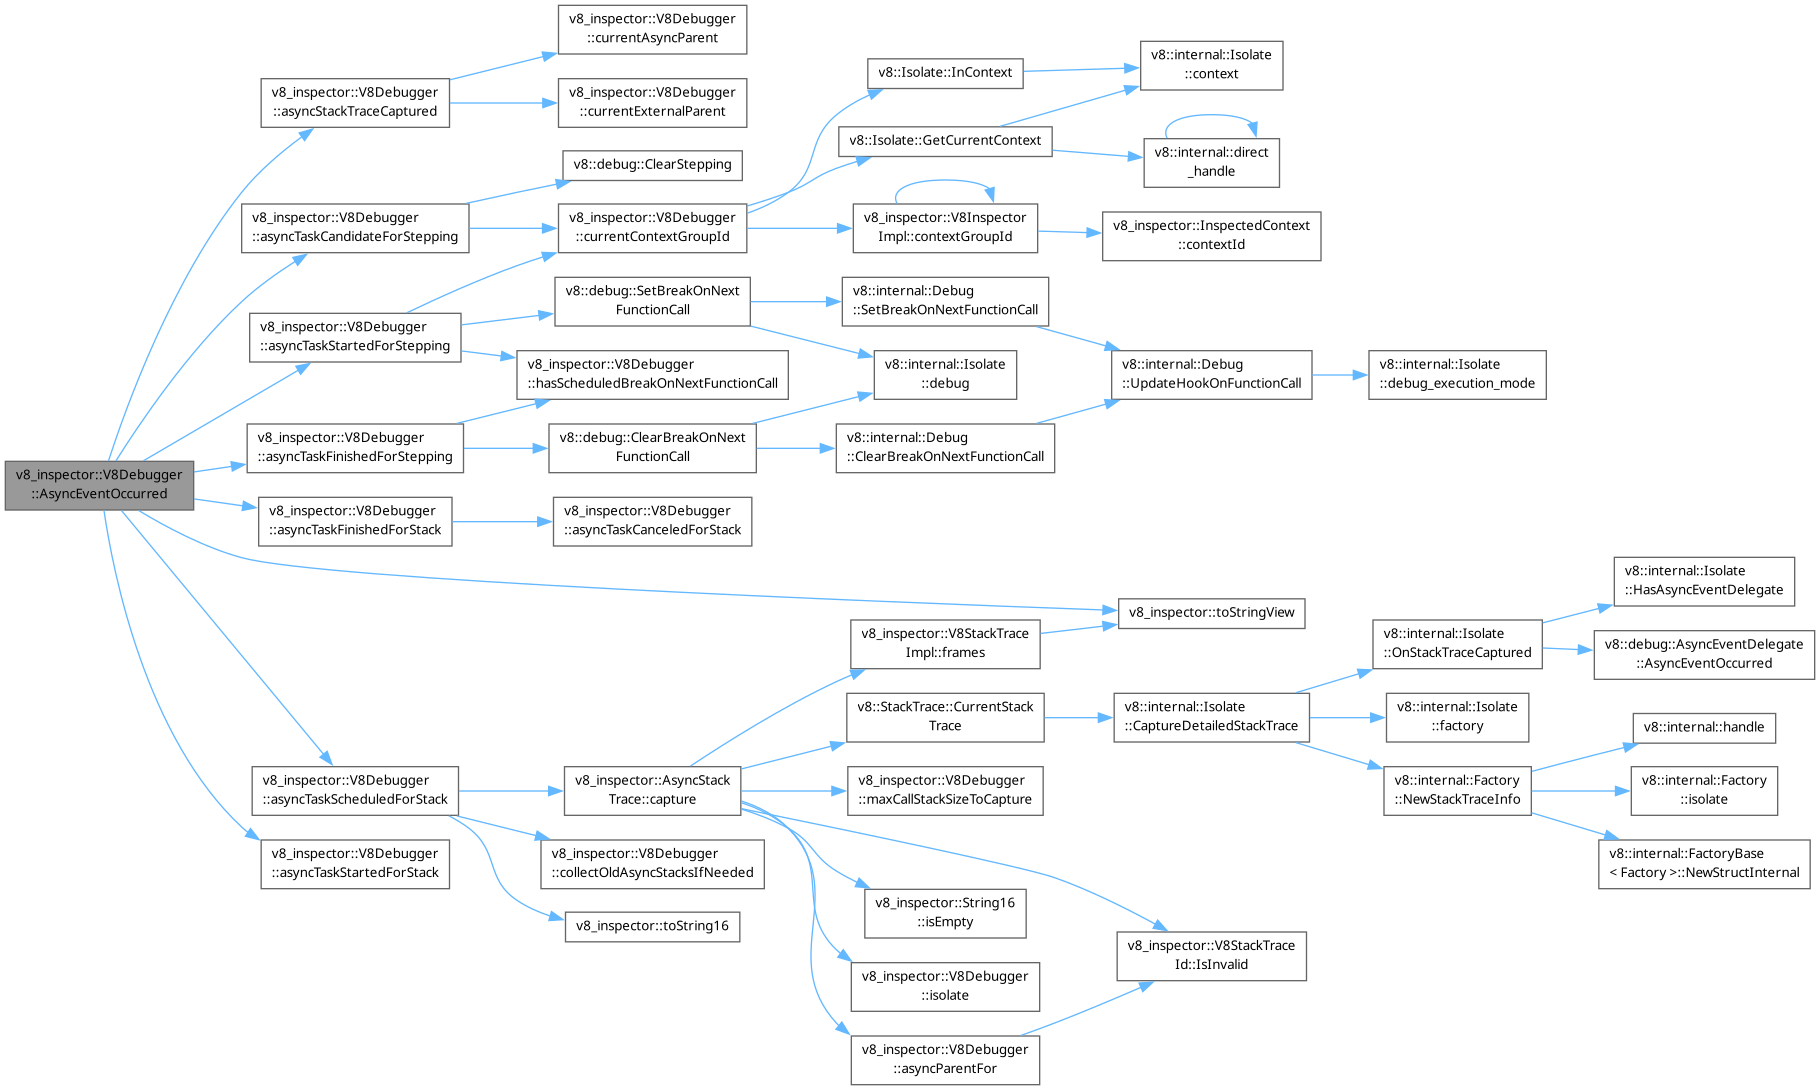 v8_inspector::V8Debugger
::AsyncEventOccurred
v8_inspector::V8Debugger
::asyncStackTraceCaptured
v8_inspector::V8Debugger
::currentAsyncParent
v8_inspector::V8Debugger
::currentExternalParent
v8_inspector::V8Debugger
::asyncTaskCandidateForStepping
v8::debug::ClearStepping
v8_inspector::V8Debugger
::currentContextGroupId
v8::Isolate::InContext
v8::internal::Isolate
::context
v8::Isolate::GetCurrentContext
v8::internal::direct
_handle
v8_inspector::V8Inspector
Impl::contextGroupId
v8_inspector::InspectedContext
::contextId
v8_inspector::V8Debugger
::asyncTaskStartedForStepping
v8::debug::SetBreakOnNext
FunctionCall
v8::internal::Debug
::SetBreakOnNextFunctionCall
v8_inspector::V8Debugger
::hasScheduledBreakOnNextFunctionCall
v8::internal::Isolate
::debug
v8::internal::Debug
::UpdateHookOnFunctionCall
v8::internal::Isolate
::debug_execution_mode
v8_inspector::V8Debugger
::asyncTaskFinishedForStepping
v8::debug::ClearBreakOnNext
FunctionCall
v8::internal::Debug
::ClearBreakOnNextFunctionCall
v8_inspector::V8Debugger
::asyncTaskFinishedForStack
v8_inspector::V8Debugger
::asyncTaskCanceledForStack
v8_inspector::toStringView
v8_inspector::V8StackTrace
Impl::frames
v8::internal::Isolate
::OnStackTraceCaptured
v8::internal::Isolate
::HasAsyncEventDelegate
v8::debug::AsyncEventDelegate
::AsyncEventOccurred
v8::StackTrace::CurrentStack
Trace
v8::internal::Isolate
::CaptureDetailedStackTrace
v8::internal::Isolate
::factory
v8::internal::handle
v8_inspector::V8Debugger
::asyncTaskScheduledForStack
v8_inspector::AsyncStack
Trace::capture
v8_inspector::V8Debugger
::maxCallStackSizeToCapture
v8::internal::Factory
::NewStackTraceInfo
v8::internal::Factory
::isolate
v8_inspector::V8Debugger
::asyncTaskStartedForStack
v8_inspector::V8Debugger
::collectOldAsyncStacksIfNeeded
v8::internal::FactoryBase
< Factory >::NewStructInternal
v8_inspector::toString16
v8_inspector::String16
::isEmpty
v8_inspector::V8StackTrace
Id::IsInvalid
v8_inspector::V8Debugger
::isolate
v8_inspector::V8Debugger
::asyncParentFor